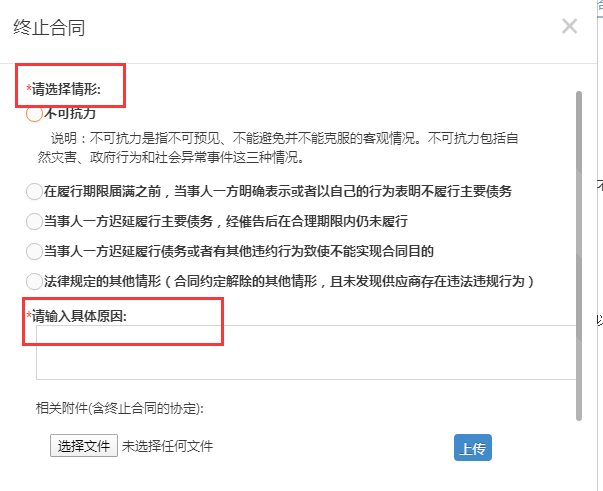 终止合同
*请选择情形:
不可抗力
说明：不可抗力是指不可预见、不能避免并不能克服的客观情况。不可抗力包括自
然灾害、政府行为和社会异常事件这三种情况。
在履行期限届满之前，当事人一方明确表示或者以自己的行为表明不履行主要债务
当事人一方迟延履行主要债务，经催告后在合理期限内仍未履行
当事人一方迟延履行债务或者有其他违约行为致使不能实现合同目的
法律规定的其他情形（合同约定解除的其他情形，且未发现供应商存在违法违规行为）
*请输入具体原因:
相关附件(含终止合同的协定):
选择文件 未选择任何文件
上传